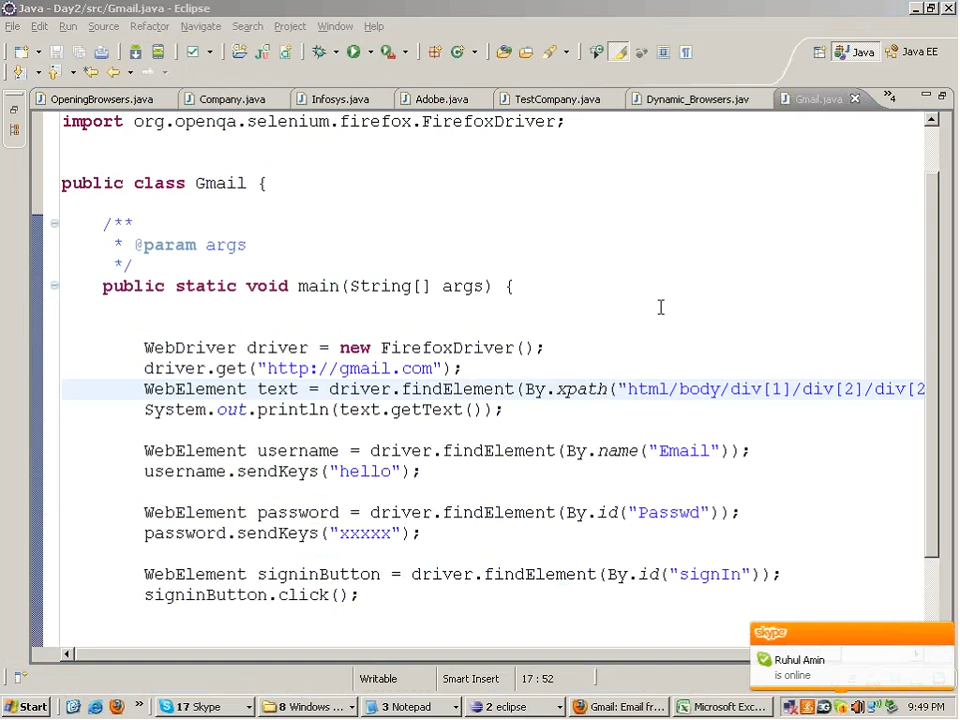 Java - Day2/src/Gmail.java - Eclipse
File Edit Run Source Refactor Navigate Search Project Window Help
Java Java EE
OpeningBrowsers.java Company.java Infosys.java Adobe.java TestCompany.java Dynamic_Browsers.jav Gmail.java »4
import org.openqa.selenium.firefox.FirefoxDriver;
public class Gmail {
/**
* @param args
*/
public static void main(String[] args) {
WebDriver driver = new FirefoxDriver();
driver.get("http://gmail.com");
WebElement text = driver.findElement(By.xpath("html/body/div[1]/div[2]/div[2
System.out.println(text.getText());
WebElement username = driver.findElement(By.name("Email"));
username.sendKeys("hello");
WebElement password = driver.findElement(By.id("Passwd"));
password.sendKeys("xxxxx");
WebElement signinButton = driver.findElement(By.id("signIn"));
signinButton.click();
skype
Ruhul Amin
is online
Writable Smart Insert 17 : 52
Start » 17 Skype 8 Windows ... 3 Notepad 2 eclipse Gmail: Email fr... Microsoft Exc... 9:49 PM